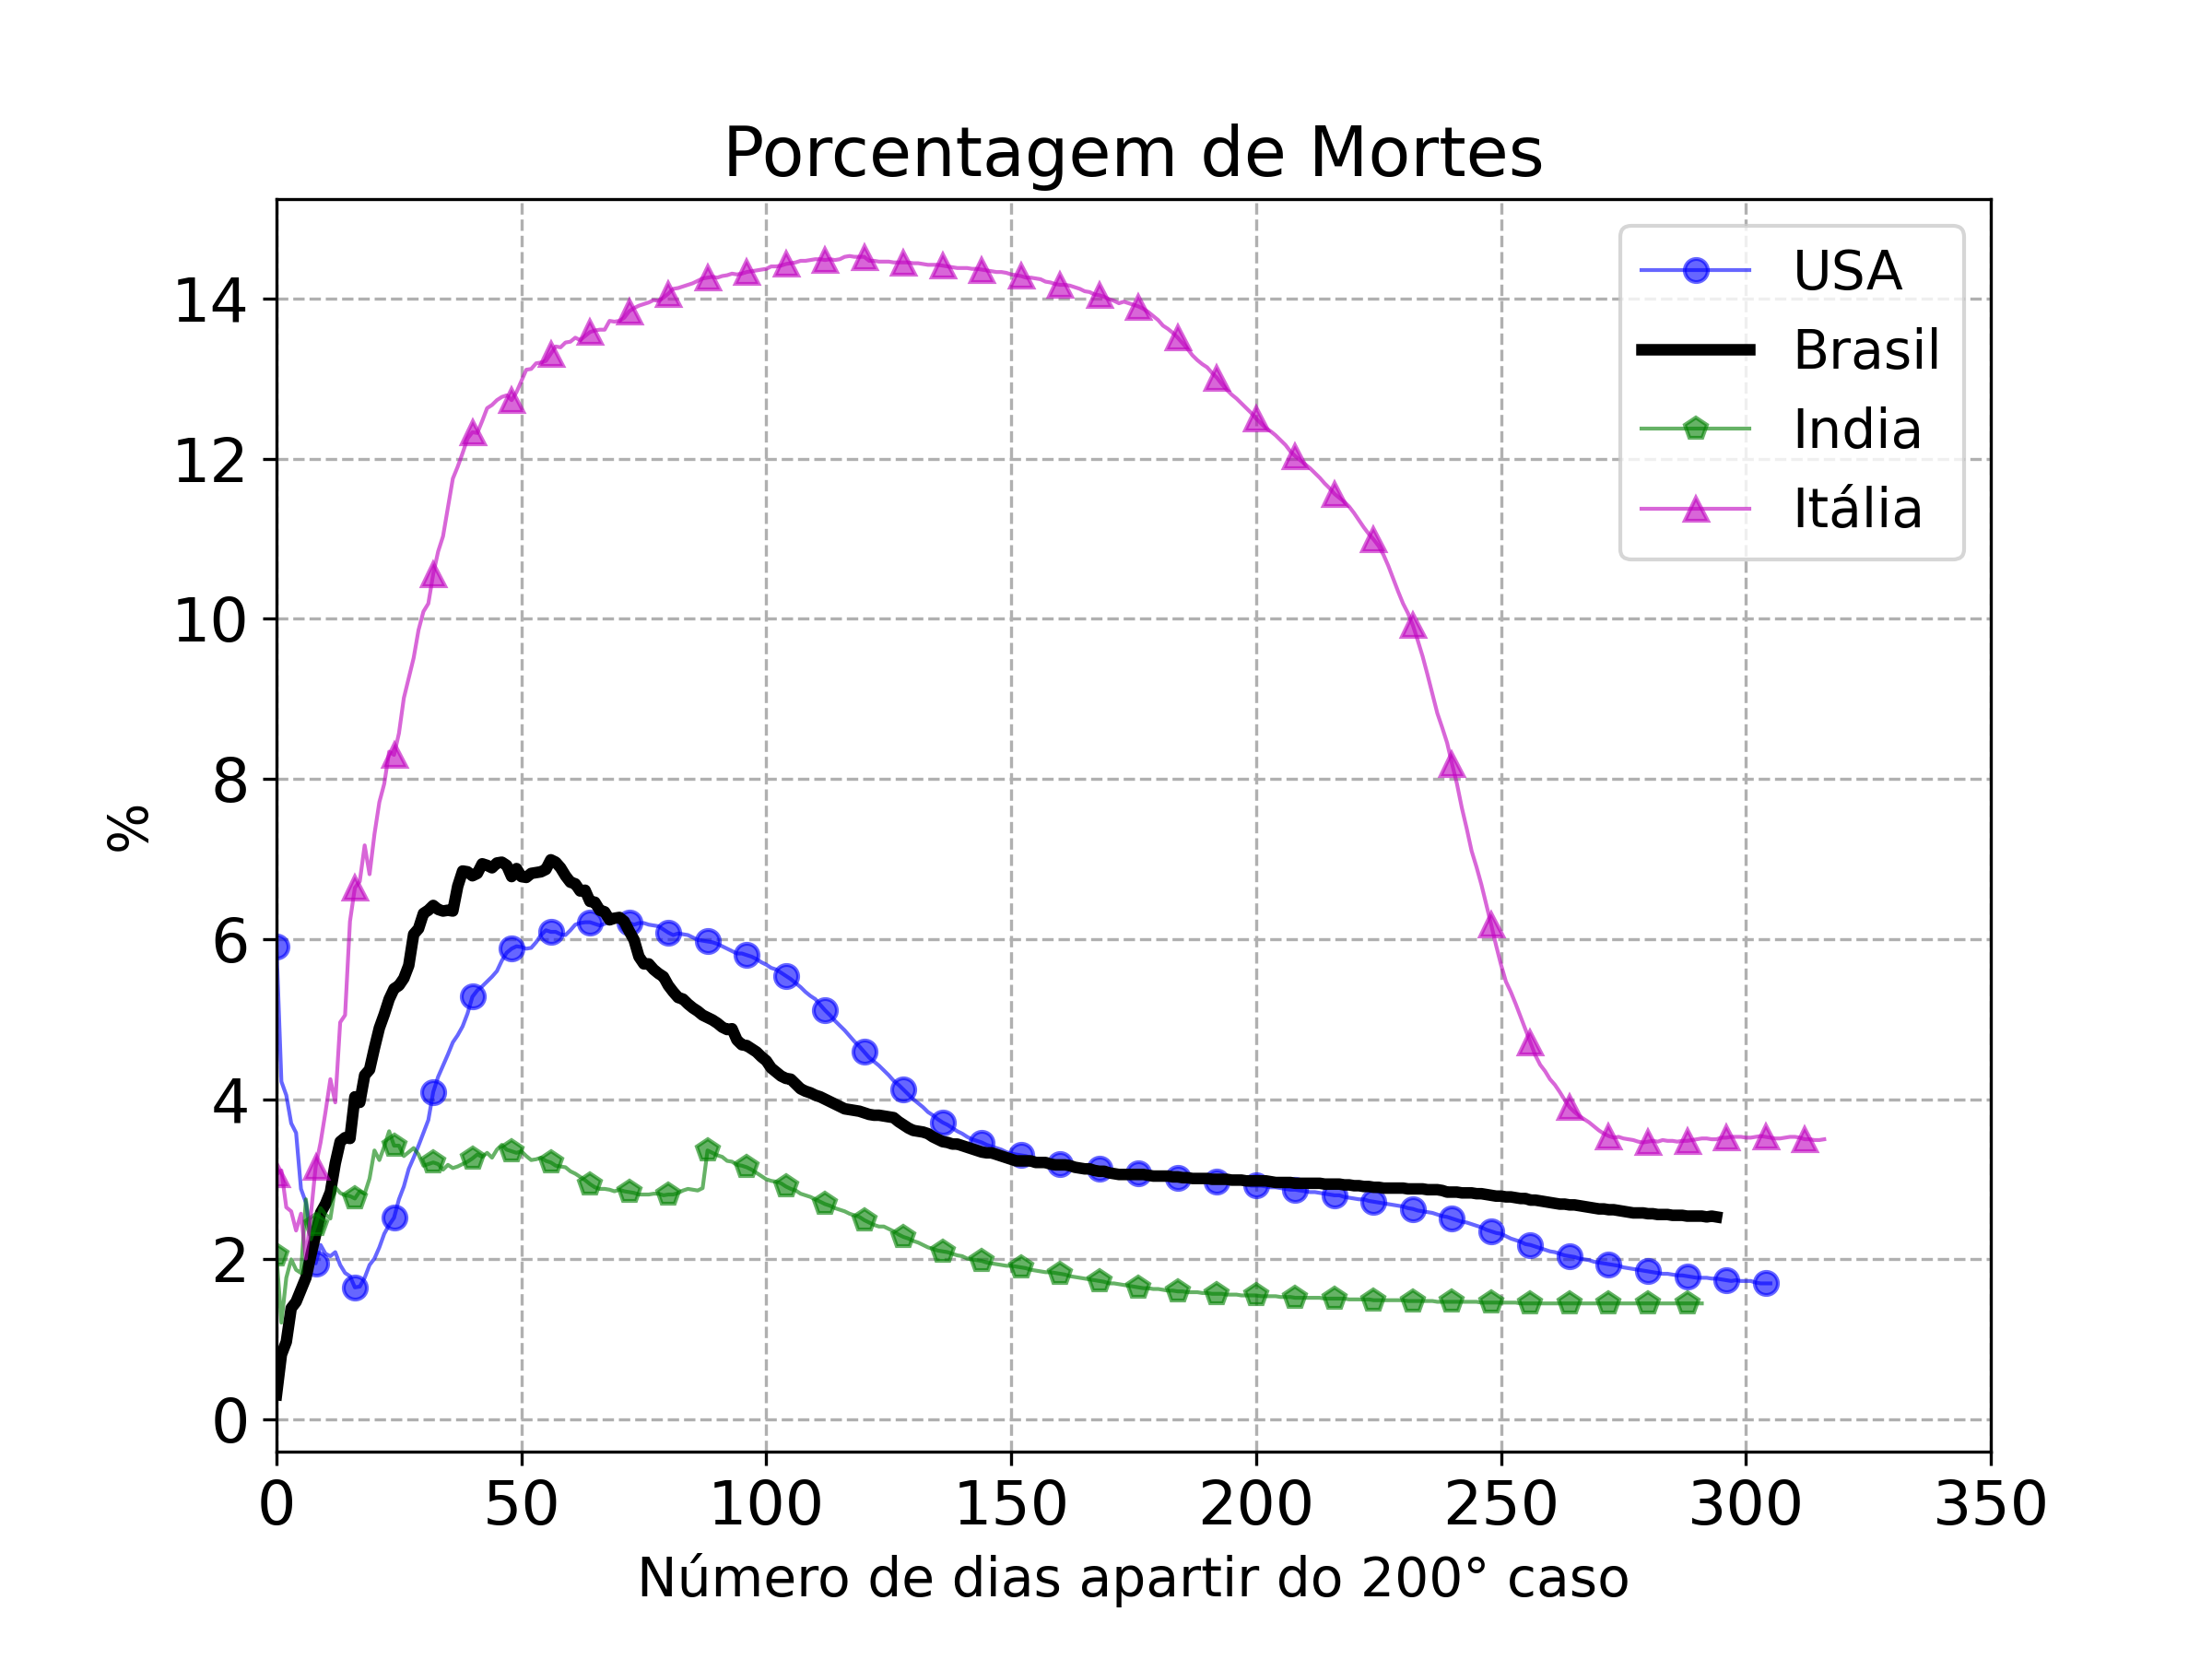 Porcentagem de Mortes
USA
Brasil
India
Itália
14
12
10
8
6
4
2
0
%
0 50 100 150 200 250 300 350
Número de dias apartir do 200° caso